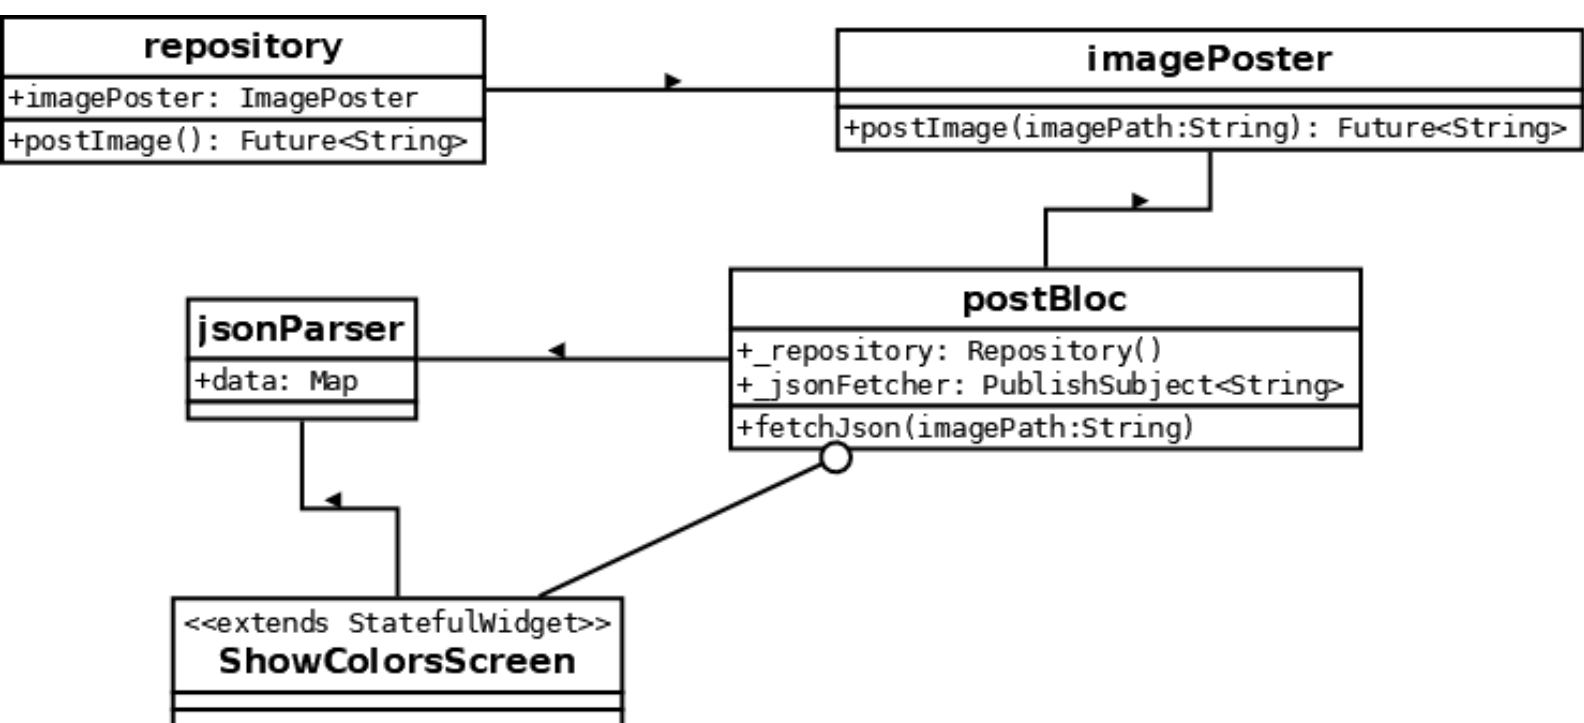 repository
+imagePoster: ImagePoster
+postImage(): Future<String>
imagePoster
+postImage(imagePath:String): Future<String>
jsonParser
+data: Map
postBloc
+_repository: Repository()
+_jsonFetcher: PublishSubject<String>
+fetchJson(imagePath:String)
<<extends StatefulWidget>>
ShowColorsScreen